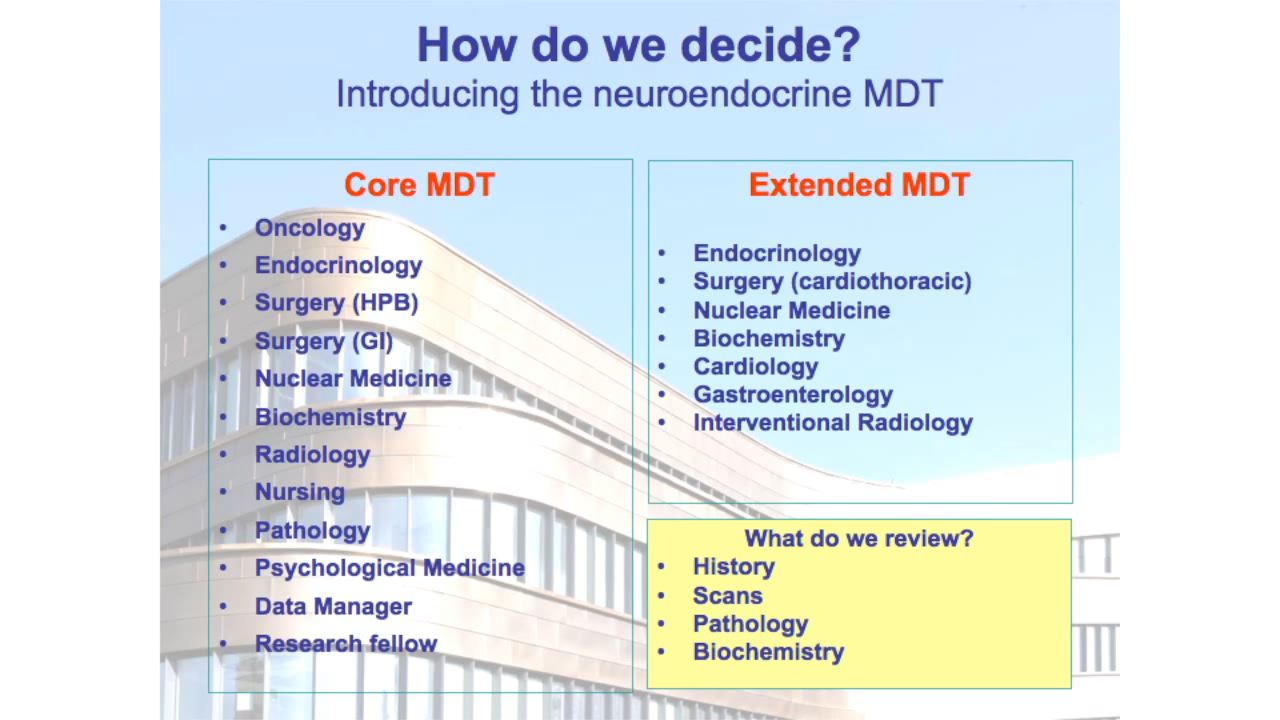 How do we decide?
Introducing the neuroendocrine MDT
Core MDT
• Oncology
• Endocrinology
• Surgery (HPB)
• Surgery (GI)
• Nuclear Medicine
• Biochemistry
• Radiology
• Nursing
• Pathology
• Psychological Medicine
• Data Manager
• Research fellow
Extended MDT
• Endocrinology
• Surgery (cardiothoracic)
• Nuclear Medicine
• Biochemistry
• Cardiology
• Gastroenterology
• Interventional Radiology
What do we review?
• History
• Scans
• Pathology
• Biochemistry